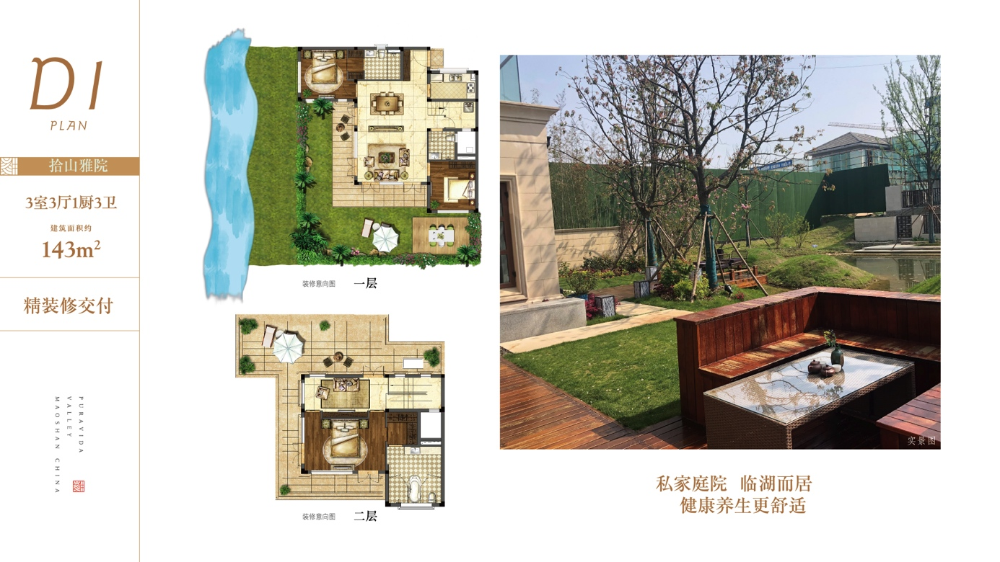 D1
PLAN
拾山雅院
3室3厅1厨3卫
建筑面积约
143m²
精装修交付
PURAVIDA
VALLEY
MAOSHAN CHINA
装修意向图 一层
装修意向图 二层
实景图
私家庭院 临湖而居
健康养生更舒适